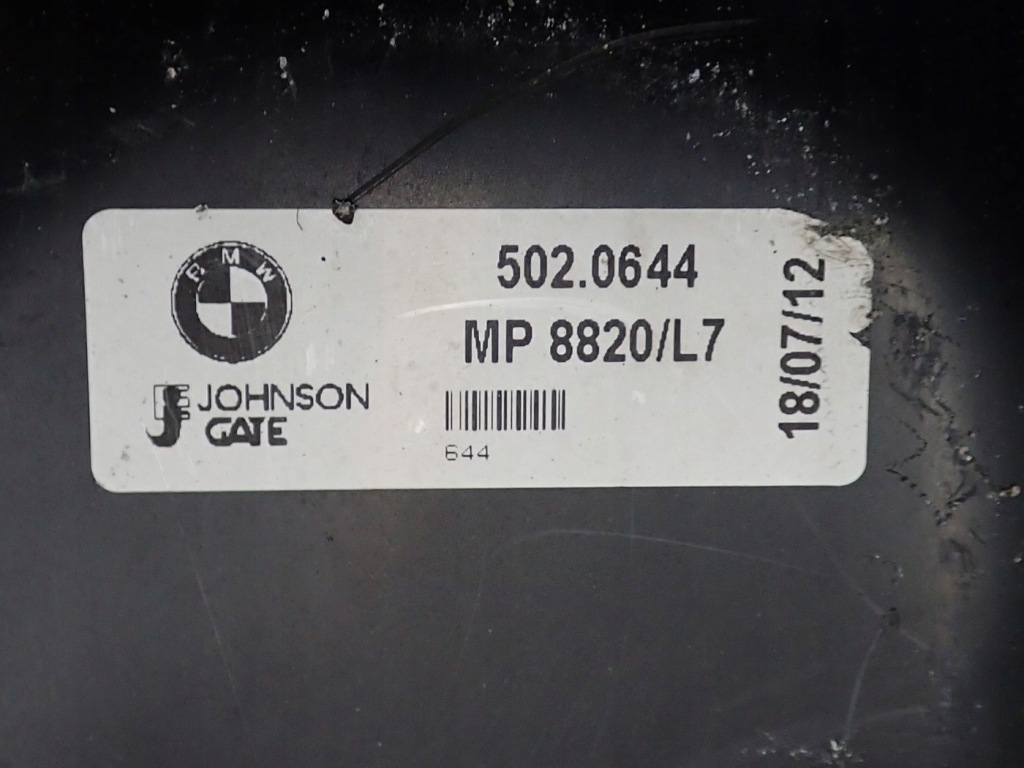 BMW
JOHNSON
GATE
502.0644
MP 8820/L7
644
18/07/12